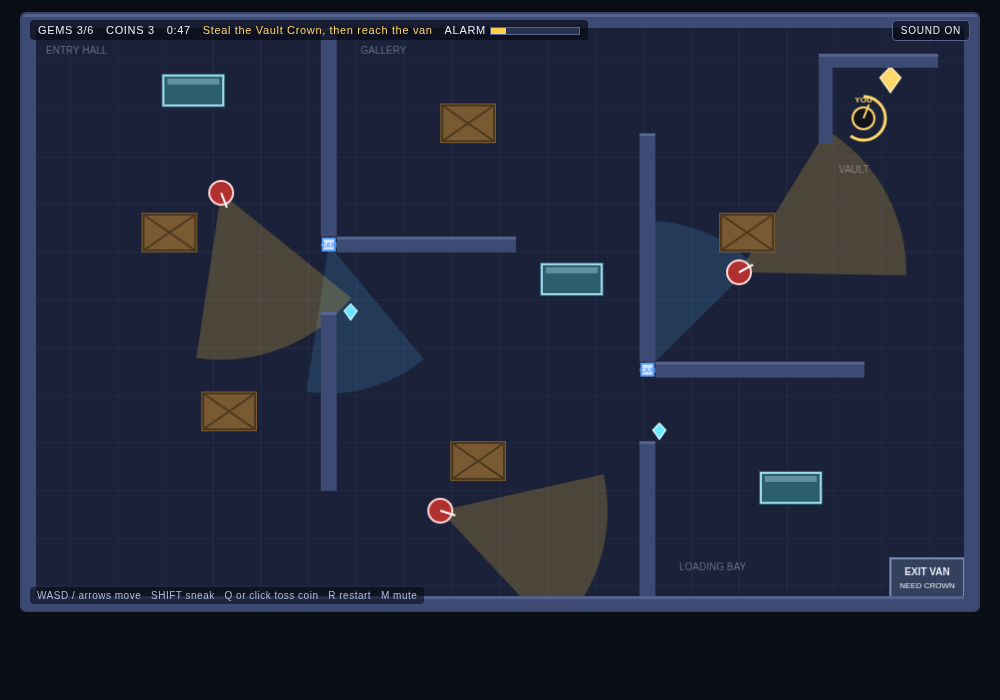 GEMS 3/6 COINS 3 0:47 Steal the Vault Crown, then reach the van ALARM
SOUND ON
ENTRY HALL
GALLERY
YOU
VAULT
LOADING BAY
EXIT VAN
NEED CROWN
WASD / arrows move SHIFT sneak Q or click toss coin R restart M mute